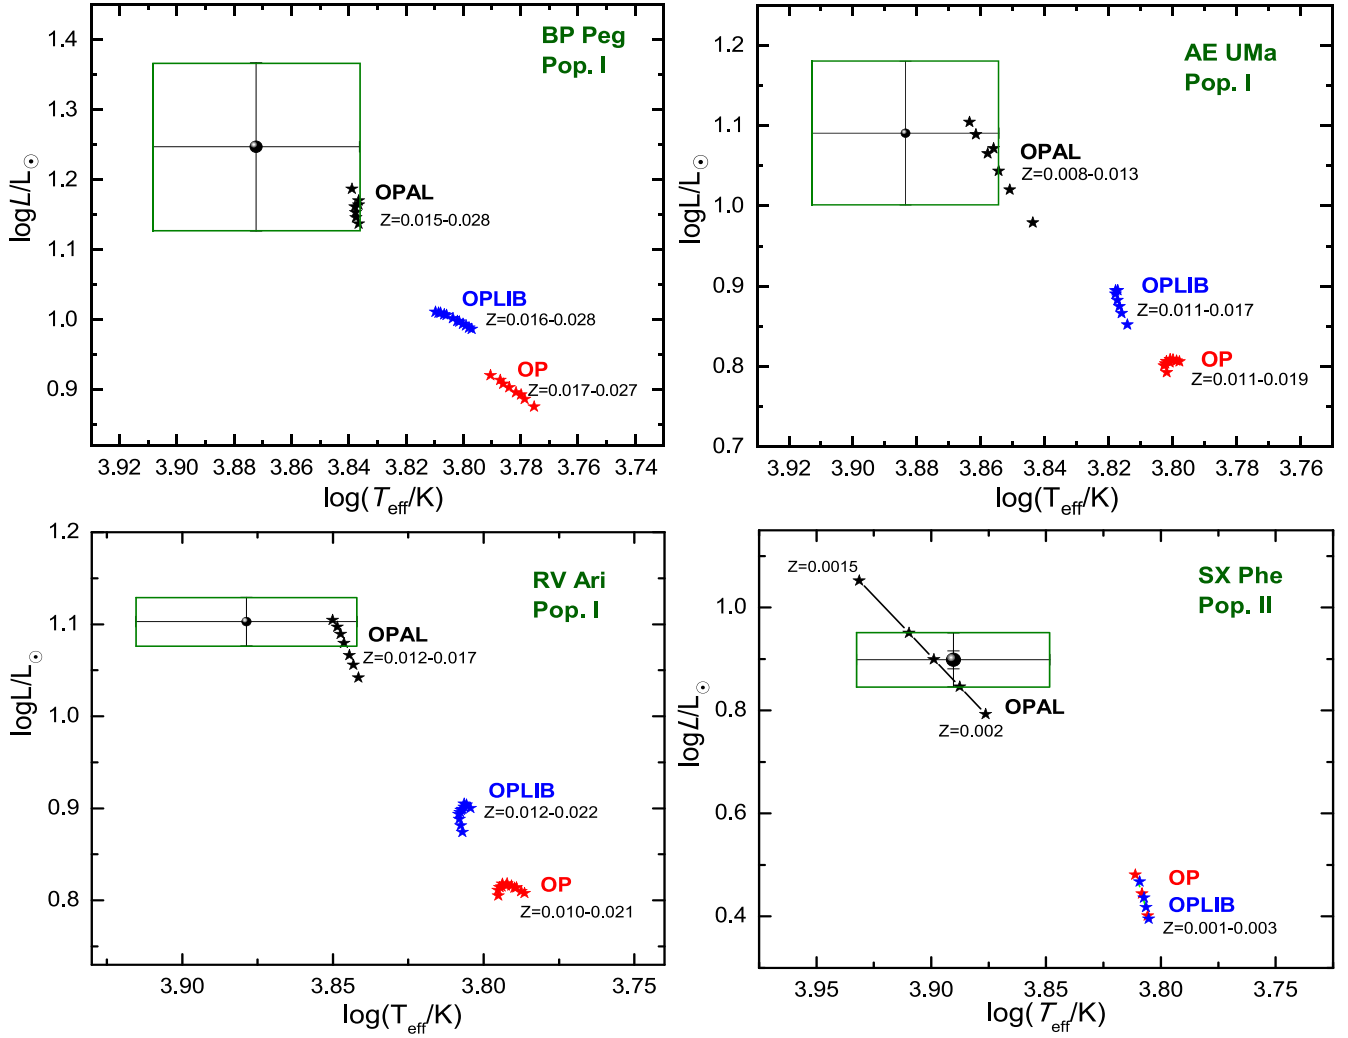 BP Peg
Pop. I
1.4
1.3
1.2
1.1
1.0
0.9
logL/L☉
OPAL
Z=0.015-0.028
OPLIB
Z=0.016-0.028
OP
Z=0.017-0.027
3.92 3.90 3.88 3.86 3.84 3.82 3.80 3.78 3.76 3.74
log(Teff/K)
AE UMa
Pop. I
1.2
1.1
1.0
0.9
0.8
0.7
logL/L☉
OPAL
Z=0.008-0.013
OPLIB
Z=0.011-0.017
OP
Z=0.011-0.019
3.92 3.90 3.88 3.86 3.84 3.82 3.80 3.78 3.76
log(Teff/K)
RV Ari
Pop. I
1.2
1.1
1.0
0.9
0.8
logL/L☉
OPAL
Z=0.012-0.017
OPLIB
Z=0.012-0.022
OP
Z=0.010-0.021
3.90 3.85 3.80 3.75
log(Teff/K)
SX Phe
Pop. II
1.0
0.8
0.6
0.4
logL/L☉
Z=0.0015
OPAL
Z=0.002
OP
OPLIB
Z=0.001-0.003
3.95 3.90 3.85 3.80 3.75
log(Teff/K)